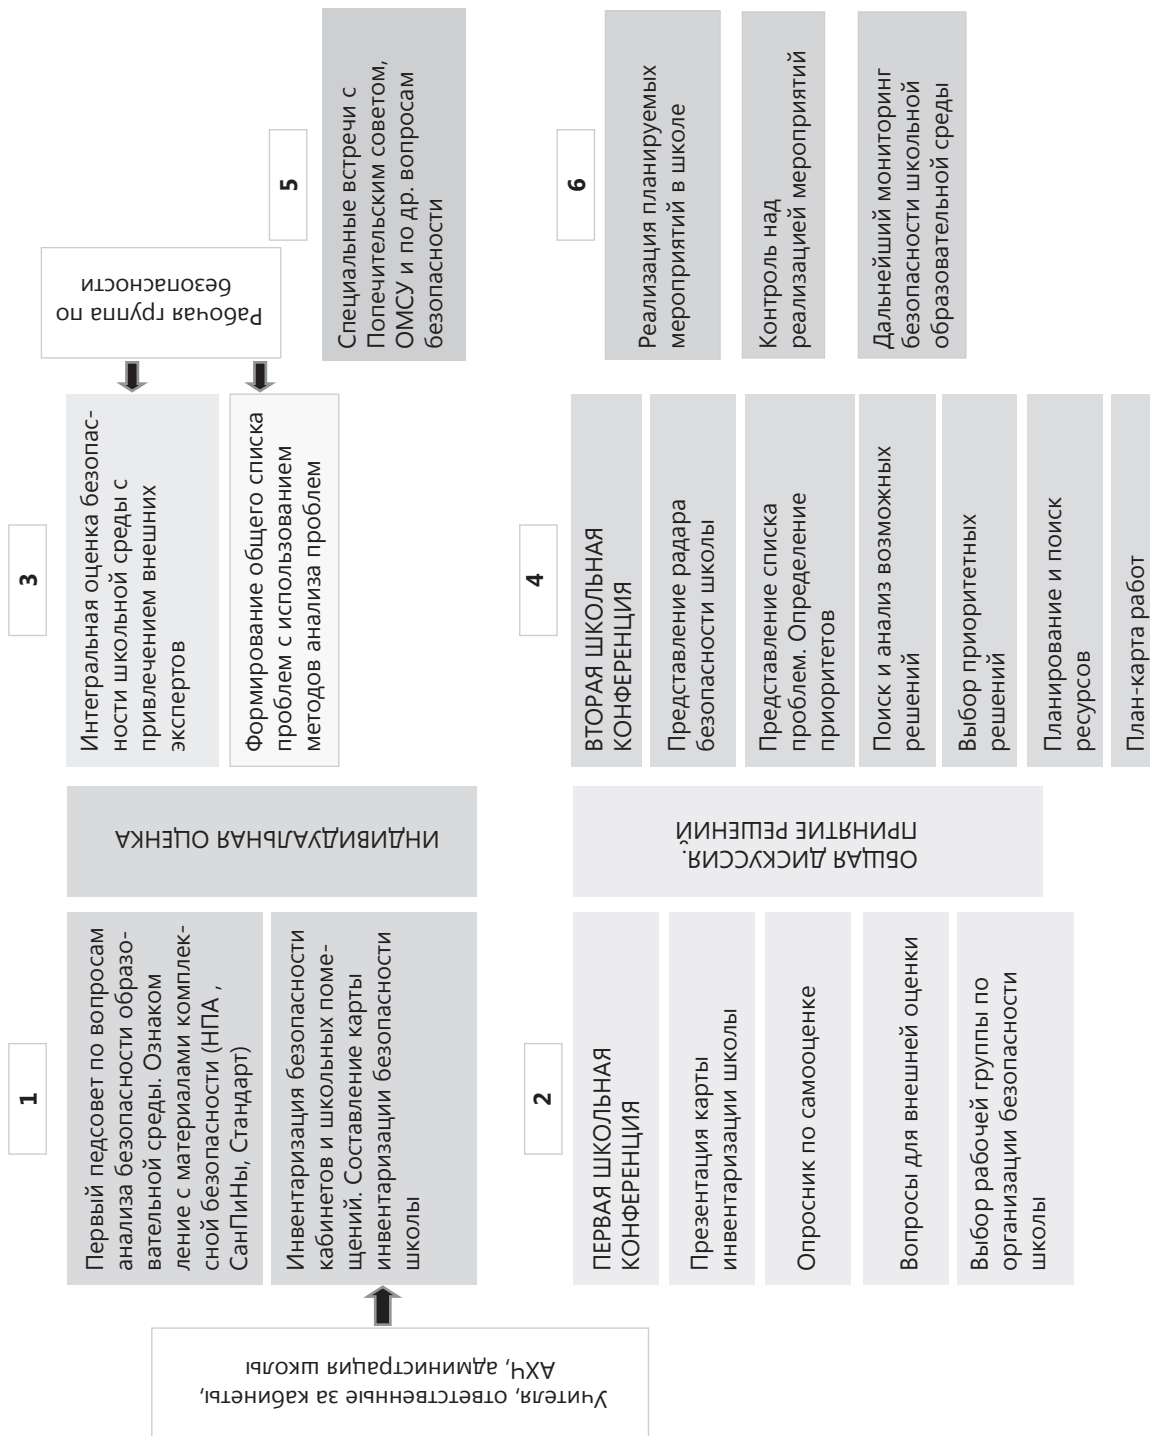 Учителя, ответственные за кабинеты,
АХЧ, администрация школы
1
Первый педсовет по вопросам
анализа безопасности образо-
вательной среды. Ознаком
ление с материалами комплек-
сной безопасности (НПА ,
СанПиНы, Стандарт)
Инвентаризация безопасности
кабинетов и школьных поме-
щений. Составление карты
инвентаризации безопасности
школы
ИНДИВИДУАЛЬНАЯ ОЦЕНКА
3
Интегральная оценка безопас-
ности школьной среды с
привлечением внешних
экспертов
Формирование общего списка
проблем с использованием
методов анализа проблем
Рабочая группа по
безопасности
5
Специальные встречи с
Попечительским советом,
ОМСУ и по др. вопросам
безопасности
2
ПЕРВАЯ ШКОЛЬНАЯ
КОНФЕРЕНЦИЯ
Презентация карты
инвентаризации школы
Опросник по самооценке
Вопросы для внешней оценки
Выбор рабочей группы по
организации безопасности
школы
ОБЩАЯ ДИСКУССИЯ.
ПРИНЯТИЕ РЕШЕНИЙ
4
ВТОРАЯ ШКОЛЬНАЯ
КОНФЕРЕНЦИЯ
Представление радара
безопасности школы
Представление списка
проблем. Определение
приоритетов
Поиск и анализ возможных
решений
Выбор приоритетных
решений
Планирование и поиск
ресурсов
План-карта работ
6
Реализация планируемых
мероприятий в школе
Контроль над
реализацией мероприятий
Дальнейший мониторинг
безопасности школьной
образовательной среды